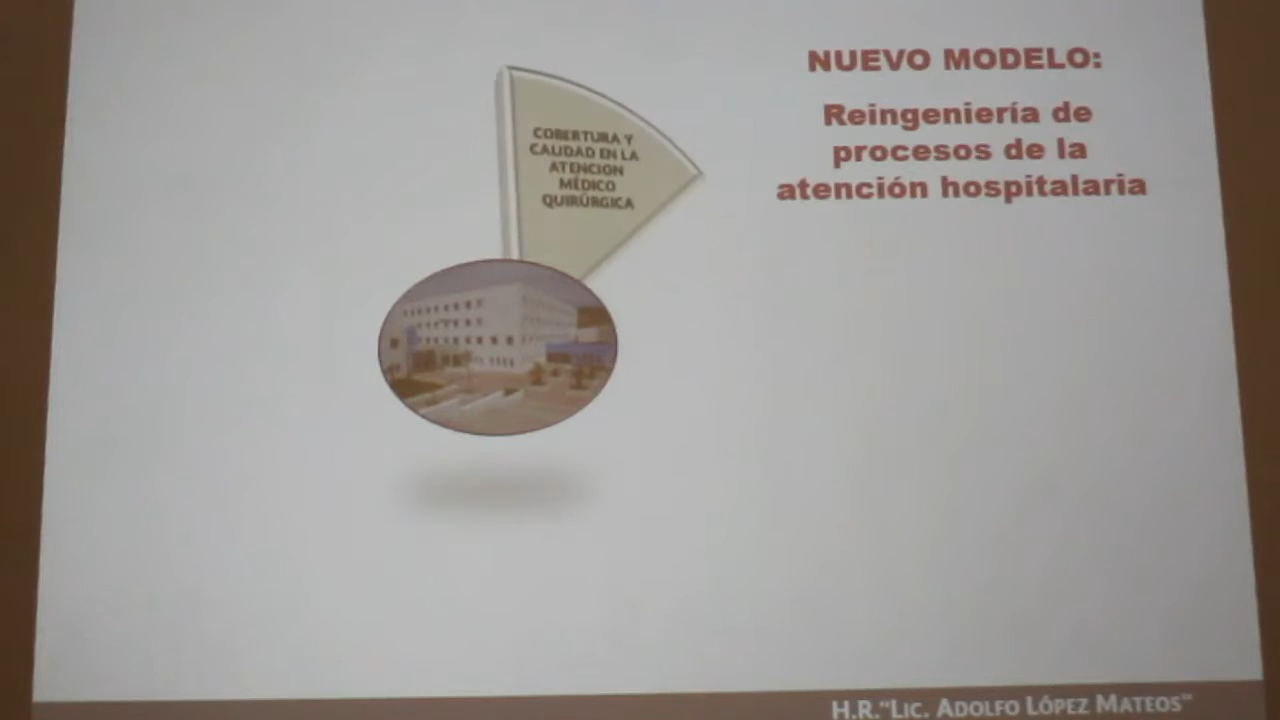 NUEVO MODELO:
Reingeniería de
procesos de la
atención hospitalaria
COBERTURA Y
CALIDAD EN LA
ATENCION
MÉDICO
QUIRÚRGICA
H.R."LIC. ADOLFO LÓPEZ MATEOS"